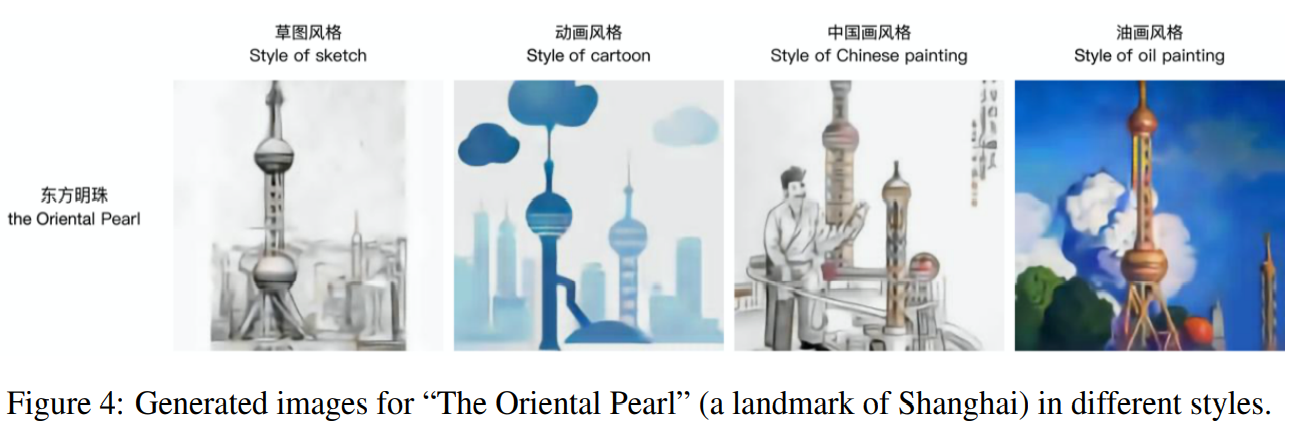 草图风格
Style of sketch
动画风格
Style of cartoon
中国画风格
Style of Chinese painting
油画风格
Style of oil painting
东方明珠
the Oriental Pearl
Figure 4: Generated images for “The Oriental Pearl” (a landmark of Shanghai) in different styles.